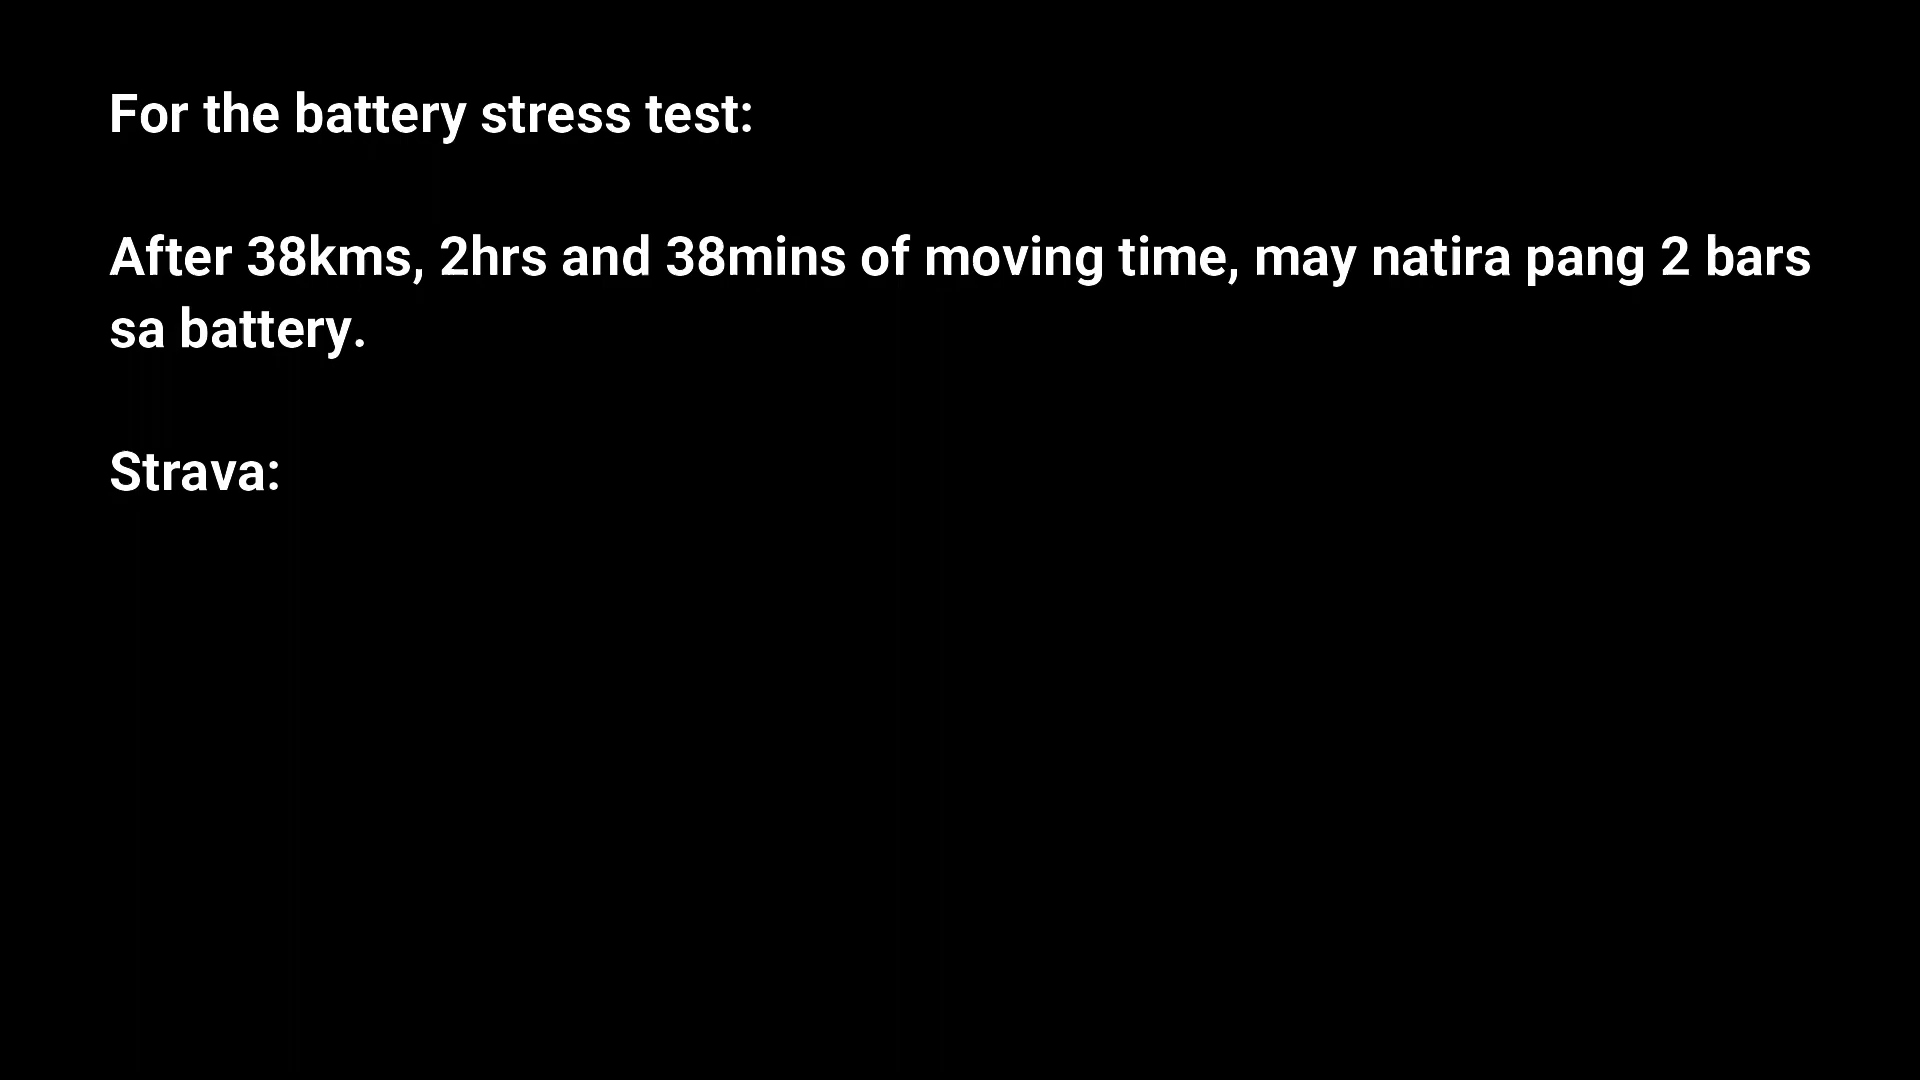 For the battery stress test:
After 38kms, 2hrs and 38mins of moving time, may natira pang 2 bars
sa battery.
Strava: